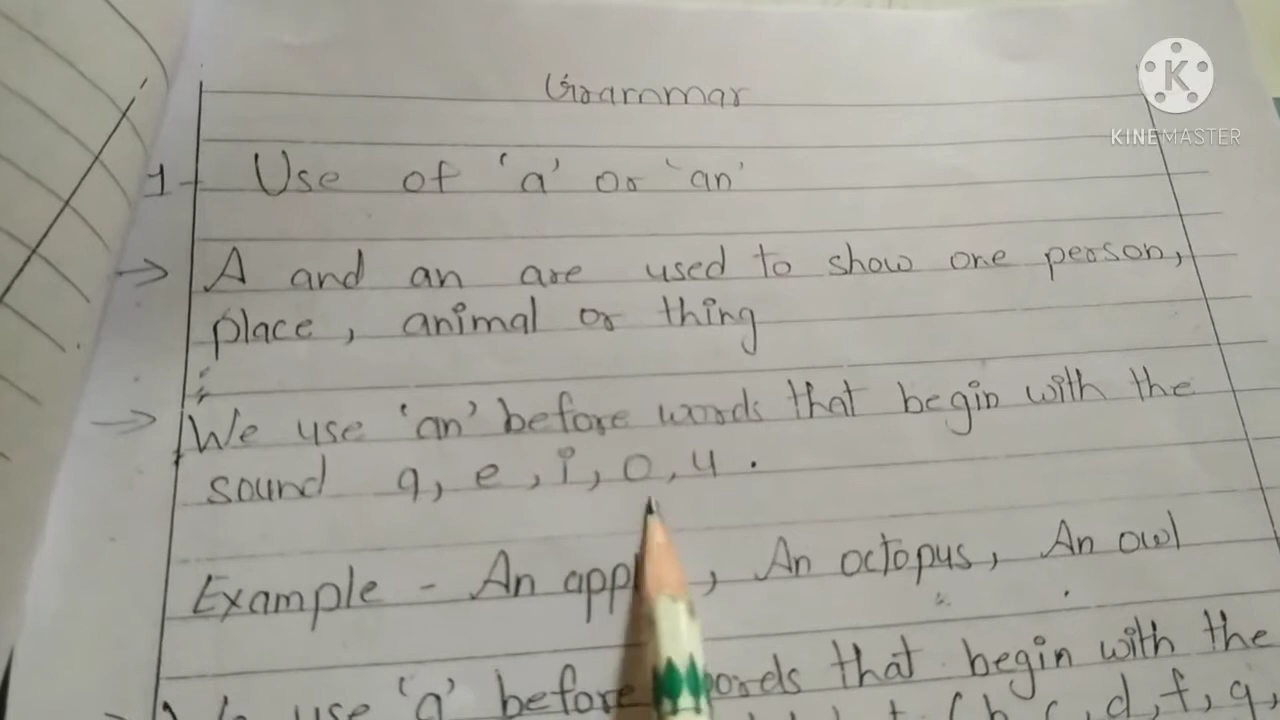 Grammar
K
KINEMASTER
1- Use of 'a' or 'an'
→ A and an are used to show one person,
place, animal or thing
→ We use 'an' before words that begin with the
sound a, e, i, o, u.
Example - An , An octopus, An owl
use 'a' before that begin with the
d, f, g,